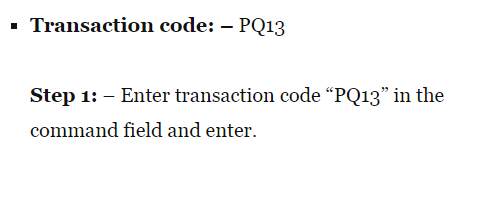 ▪ Transaction code: – PQ13
Step 1: – Enter transaction code “PQ13” in the
command field and enter.